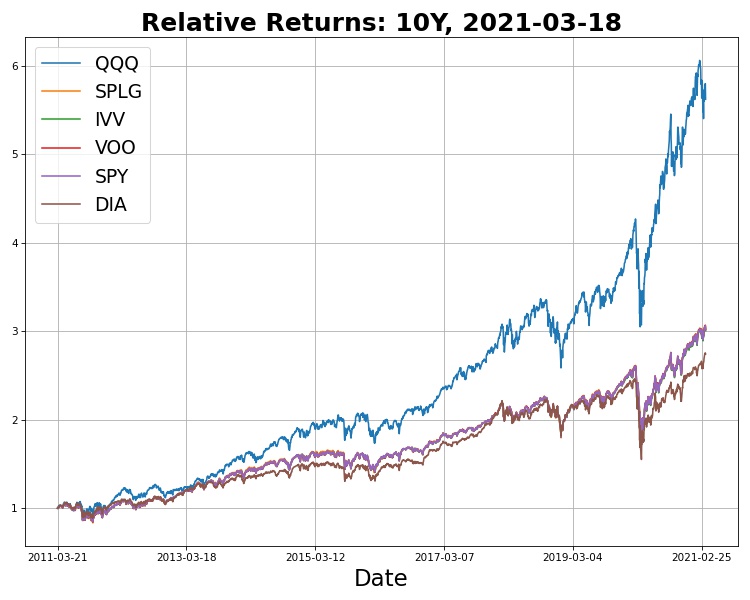 Relative Returns: 10Y, 2021-03-18
QQQ
SPLG
IVV
VOO
SPY
DIA
6
5
4
3
2
1
2011-03-21 2013-03-18 2015-03-12 2017-03-07 2019-03-04 2021-02-25
Date